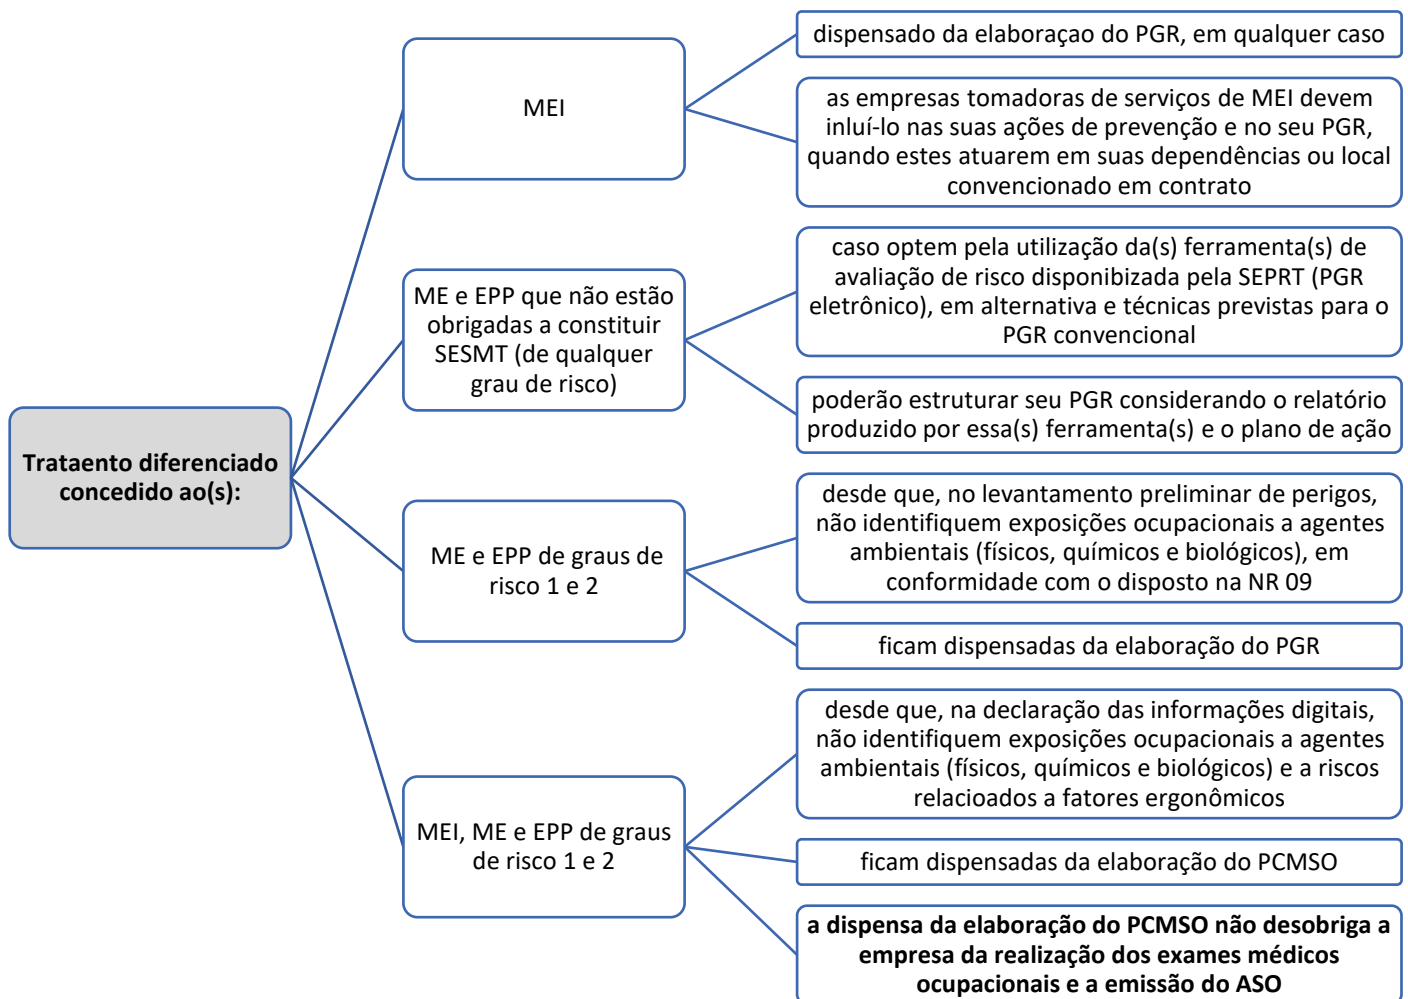 Trataento diferenciado
concedido ao(s):
MEI
dispensado da elaboraçao do PGR, em qualquer caso
as empresas tomadoras de serviços de MEI devem
inluí-lo nas suas ações de prevenção e no seu PGR,
quando estes atuarem em suas dependências ou local
convencionado em contrato
ME e EPP que não estão
obrigadas a constituir
SESMT (de qualquer
grau de risco)
caso optem pela utilização da(s) ferramenta(s) de
avaliação de risco disponibizada pela SEPRT (PGR
eletrônico), em alternativa e técnicas previstas para o
PGR convencional
poderão estruturar seu PGR considerando o relatório
produzido por essa(s) ferramenta(s) e o plano de ação
ME e EPP de graus de
risco 1 e 2
desde que, no levantamento preliminar de perigos,
não identifiquem exposições ocupacionais a agentes
ambientais (físicos, químicos e biológicos), em
conformidade com o disposto na NR 09
ficam dispensadas da elaboração do PGR
MEI, ME e EPP de graus
de risco 1 e 2
desde que, na declaração das informações digitais,
não identifiquem exposições ocupacionais a agentes
ambientais (físicos, químicos e biológicos) e a riscos
relacioados a fatores ergonômicos
ficam dispensadas da elaboração do PCMSO
a dispensa da elaboração do PCMSO não desobriga a
empresa da realização dos exames médicos
ocupacionais e a emissão do ASO